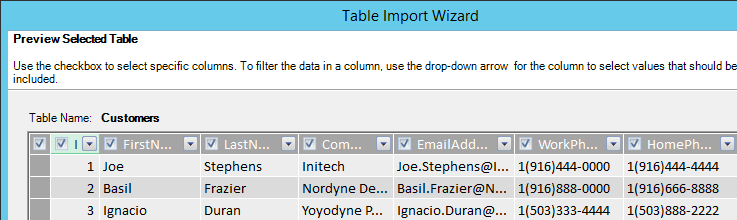 Table Import Wizard
Preview Selected Table
Use the checkbox to select specific columns. To filter the data in a column, use the drop-down arrow for the column to select values that should be
included.
Table Name: Customers
I FirstN... LastN... Com... EmailAdd... WorkPh... HomePh...
1 Joe Stephens Initech Joe.Stephens@I... 1(916)444-0000 1(916)444-4444
2 Basil Frazier Nordyne De... Basil.Frazier@N... 1(916)888-0000 1(916)666-8888
3 Ignacio Duran Yoyodyne P... Ignacio.Duran@... 1(503)333-4444 1(503)888-2222